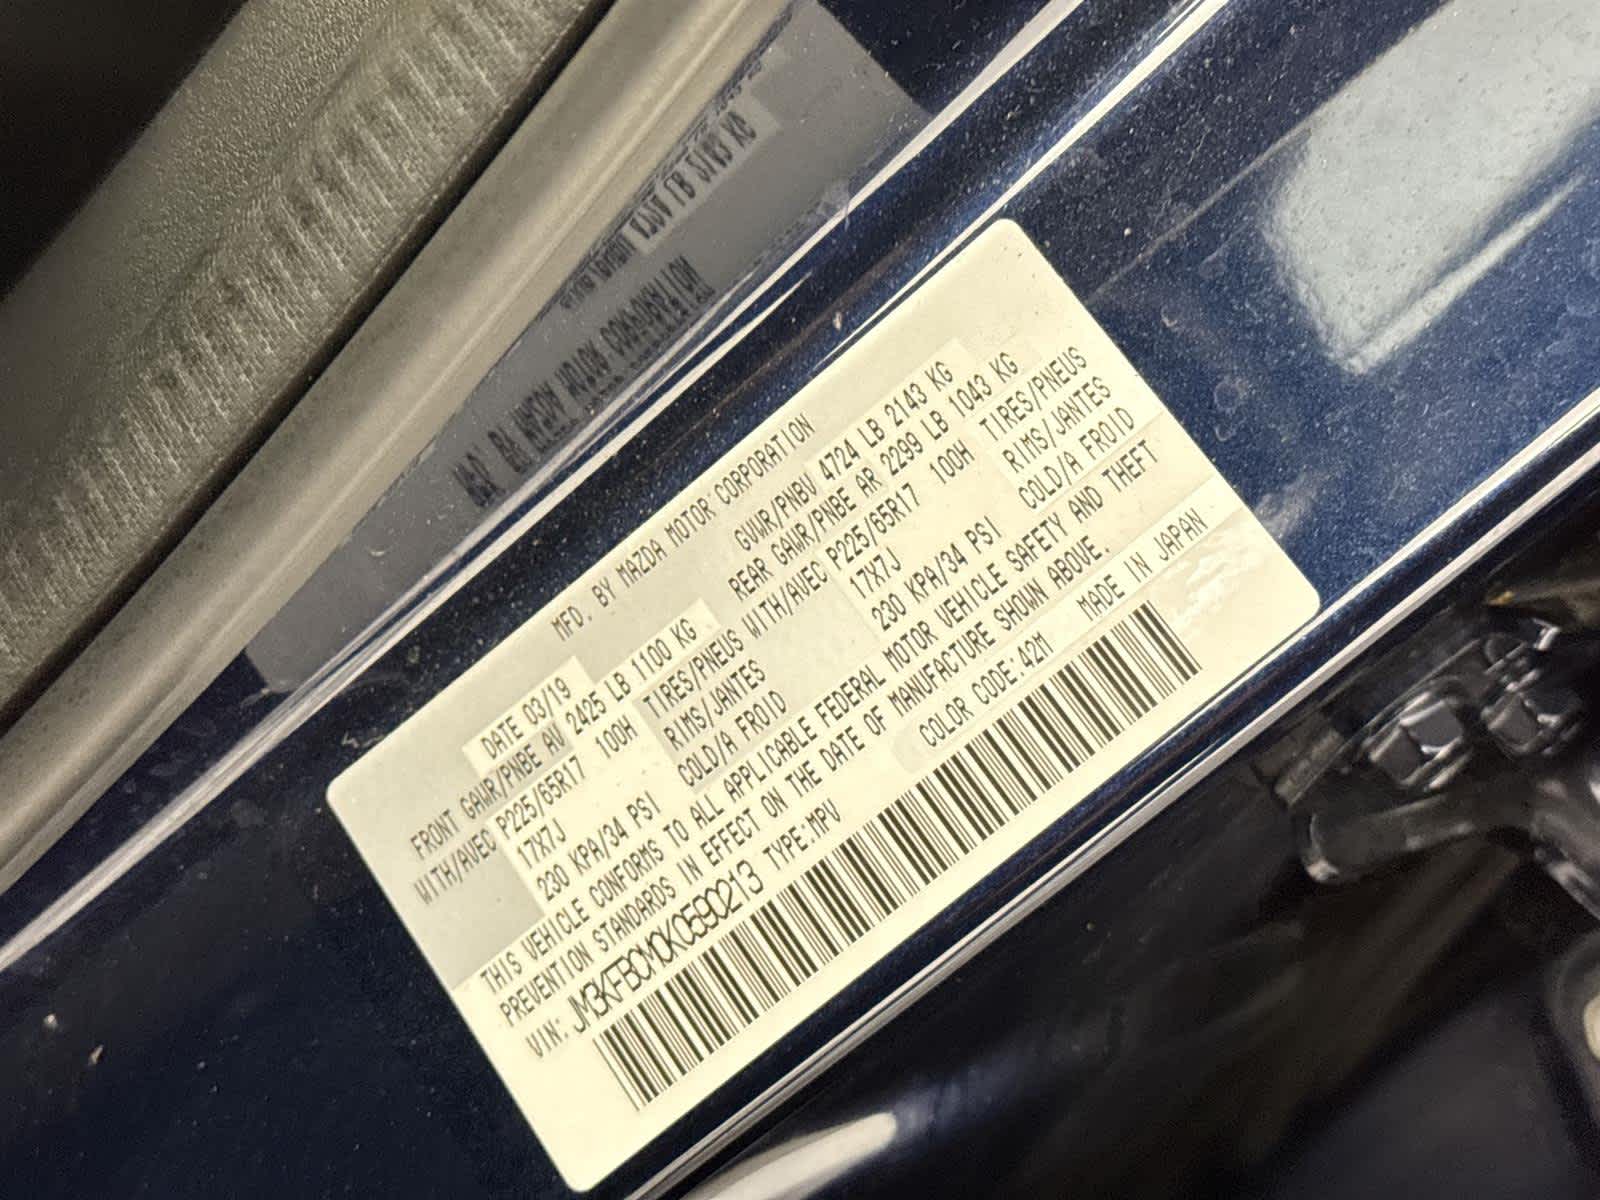 MFD. BY MAZDA MOTOR CORPORATION
DATE 03/19 GVWR/PNBV 4724 LB 2143 KG
FRONT GAWR/PNBE AV 2425 LB 1100 KG REAR GAWR/PNBE AR 2299 LB 1043 KG
WITH/AVEC P225/65R17 100H TIRES/PNEUS WITH/AVEC P225/65R17 100H TIRES/PNEUS
17X7J RIMS/JANTES 17X7J RIMS/JANTES
230 KPA/34 PSI COLD/A FROID 230 KPA/34 PSI COLD/A FROID
THIS VEHICLE CONFORMS TO ALL APPLICABLE FEDERAL MOTOR VEHICLE SAFETY AND THEFT
PREVENTION STANDARDS IN EFFECT ON THE DATE OF MANUFACTURE SHOWN ABOVE.
VIN: JM3KFBCM0K0590213 TYPE:MPV COLOR CODE:42M MADE IN JAPAN